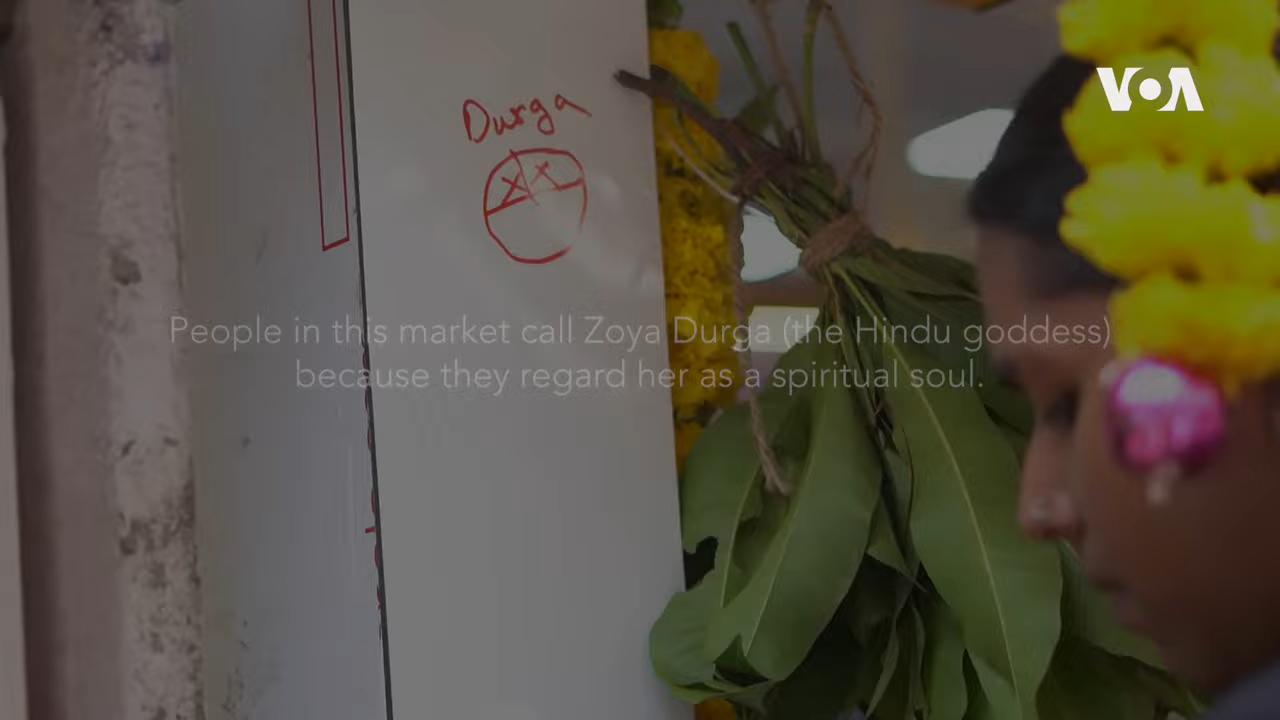 VOA
Durga
People in this market call Zoya Durga (the Hindu goddess)
because they regard her as a spiritual soul.